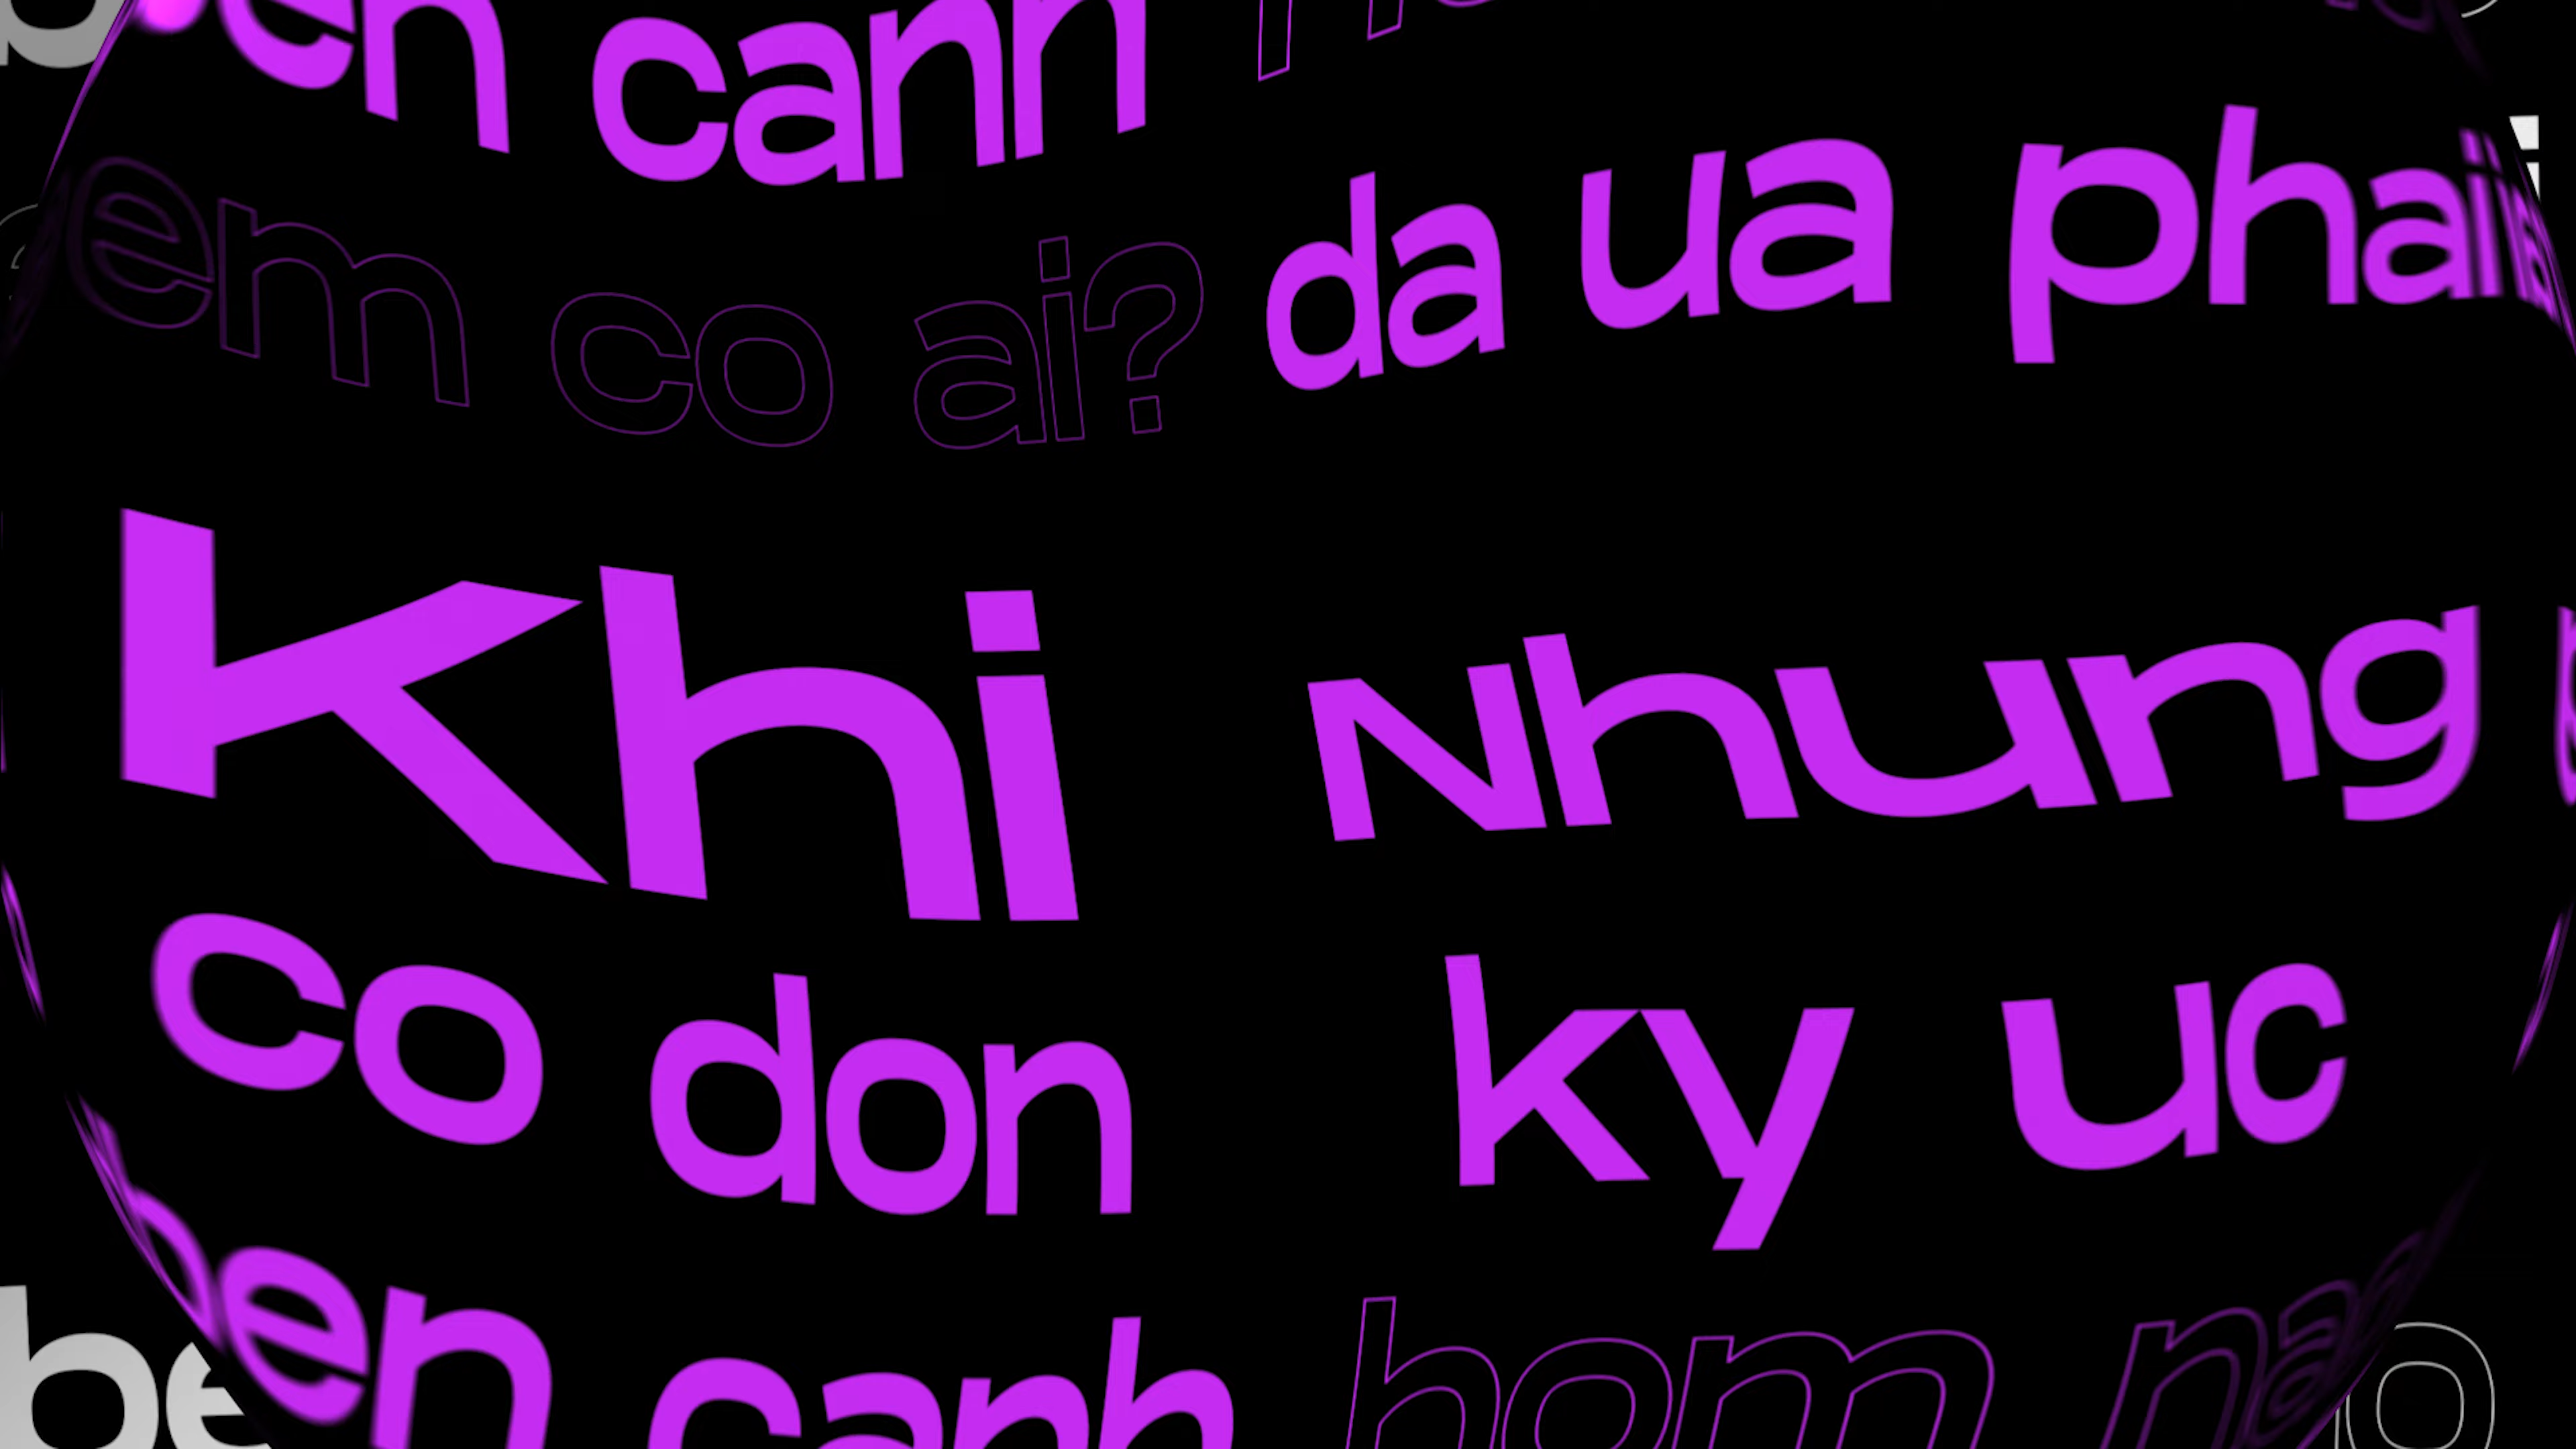 ben canh
em co ai? da ua phai
Khi Nhung
co don ky uc
ben canh hom nao